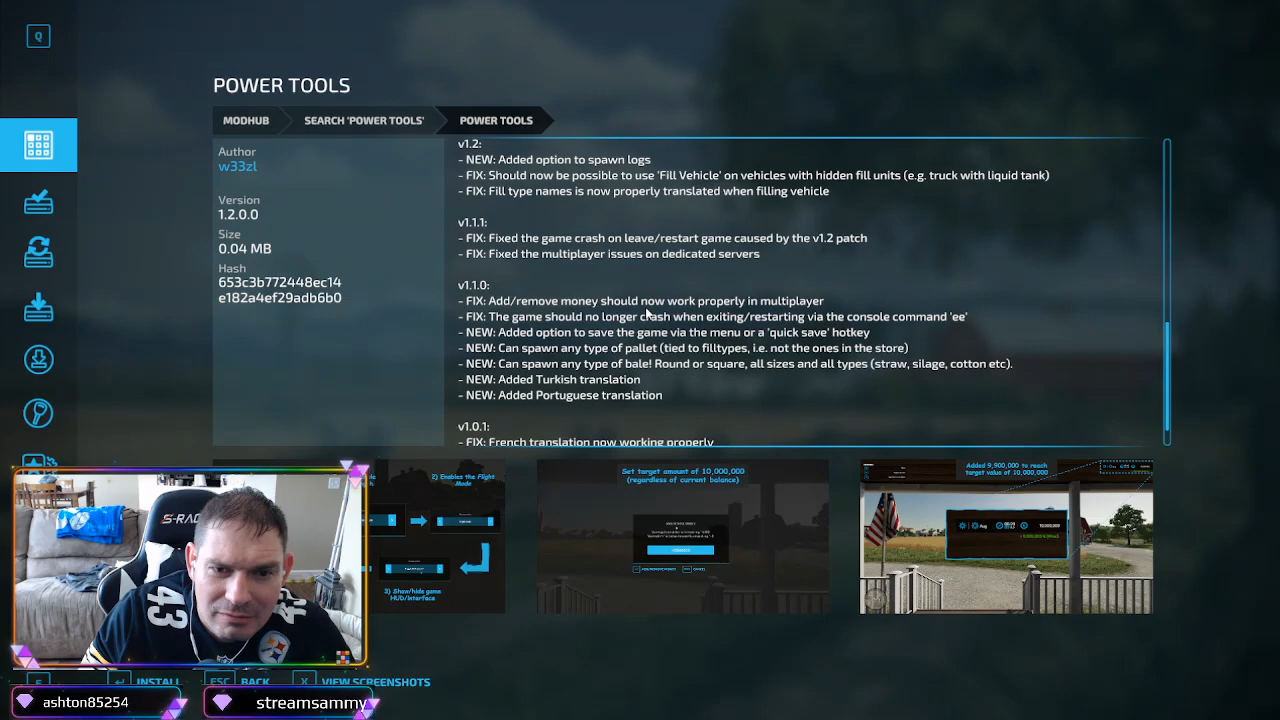 Q
POWER TOOLS
MODHUB
SEARCH 'POWER TOOLS'
POWER TOOLS
Author
w33zl
Version
1.2.0.0
Size
0.04 MB
Hash
653c3b772448ec14
e182a4ef29adb6b0
v1.2:
- NEW: Added option to spawn logs
- FIX: Should now be possible to use 'Fill Vehicle' on vehicles with hidden fill units (e.g. truck with liquid tank)
- FIX: Fill type names is now properly translated when filling vehicle
v1.1.1:
- FIX: Fixed the game crash on leave/restart game caused by the v1.2 patch
- FIX: Fixed the multiplayer issues on dedicated servers
v1.1.0:
- FIX: Add/remove money should now work properly in multiplayer
- FIX: The game should no longer crash when exiting/restarting via the console command 'ee'
- NEW: Added option to save the game via the menu or a 'quick save' hotkey
- NEW: Can spawn any type of pallet (tied to filltypes, i.e. not the ones in the store)
- NEW: Can spawn any type of bale! Round or square, all sizes and all types (straw, silage, cotton etc).
- NEW: Added Turkish translation
- NEW: Added Portuguese translation
v1.0.1:
- FIX: French translation now working properly
2) Enables the Flight
Mode
3) Show/hide game
HUD/interface
Set target amount of 10,000,000
(regardless of current balance)
Added 9,900,000 to reach
target value of 10,000,000
Aug
10,000,000
S-RAC
43
Steelers
INSTALL
ESC
BACK
X
VIEW SCREENSHOTS
ashton85254
streamsammy